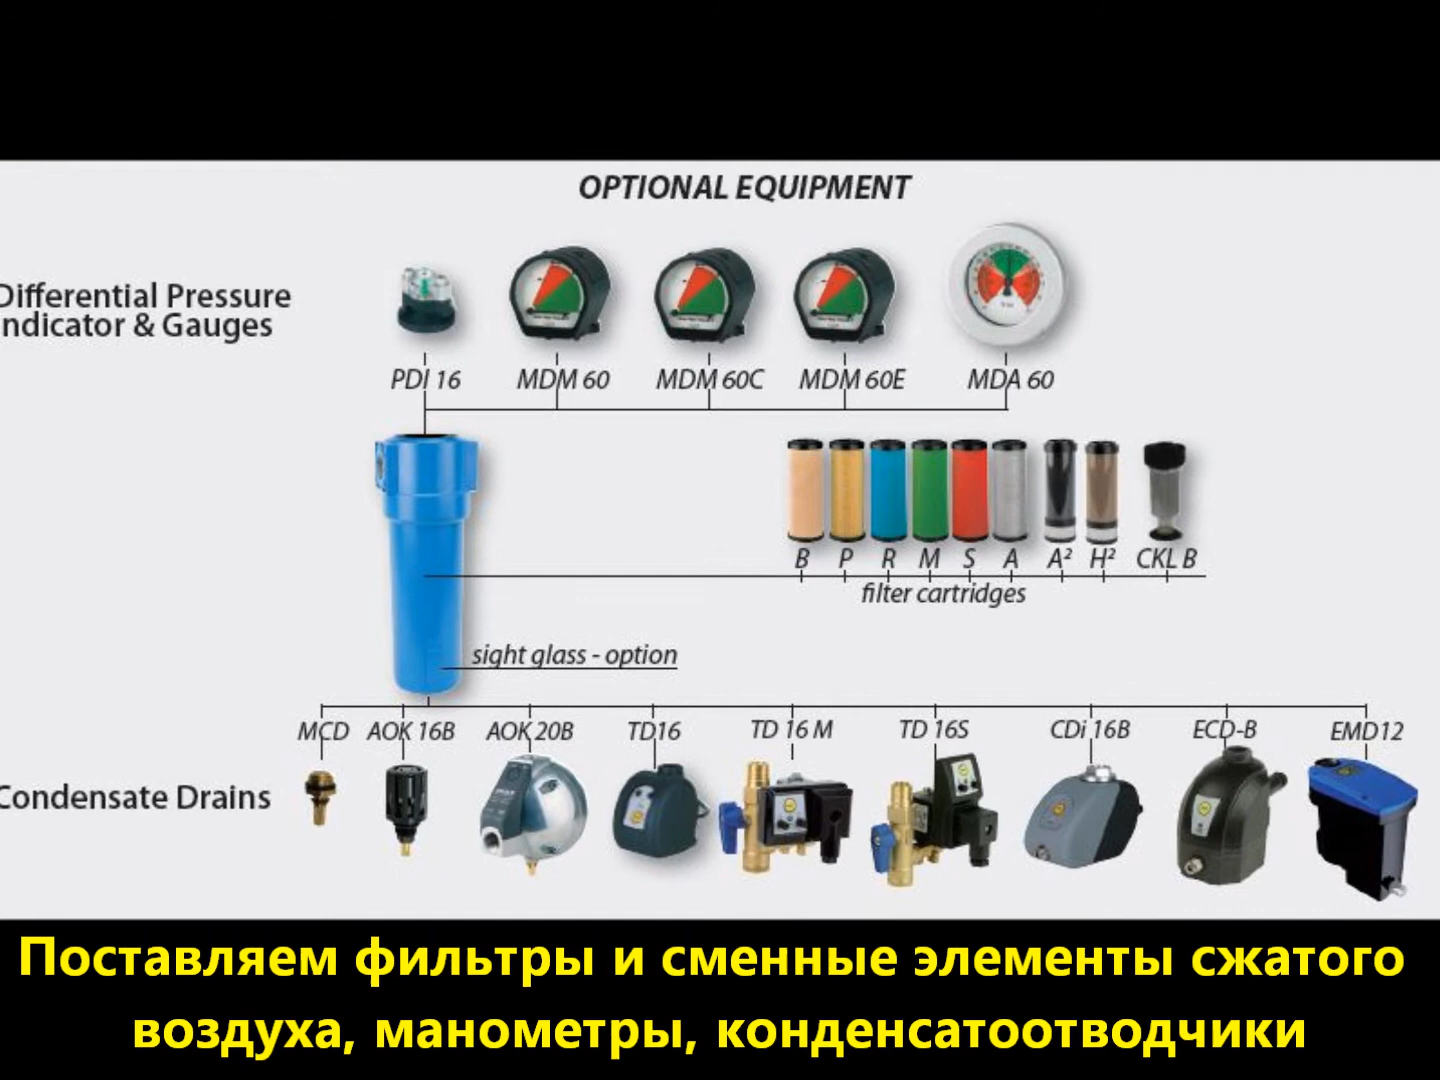 OPTIONAL EQUIPMENT
Differential Pressure
Indicator & Gauges
PDI 16 MDM 60 MDM 60C MDM 60E MDA 60
B P R M S A A² H² CKL B
filter cartridges
sight glass - option
MCD AOK 16B AOK 20B TD16 TD 16 M TD 16S CDi 16B ECD-B EMD12
Condensate Drains
Поставляем фильтры и сменные элементы сжатого
воздуха, манометры, конденсатоотводчики